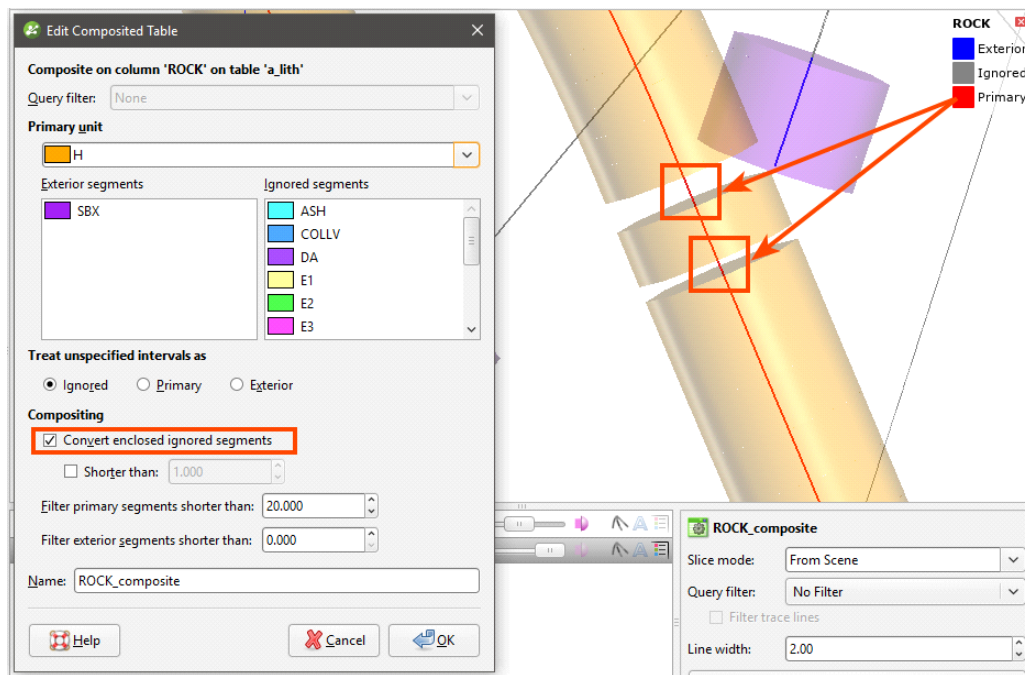 Edit Composited Table
Composite on column 'ROCK' on table 'a_lith'
Query filter: None
Primary unit
H
Exterior segments Ignored segments
SBX
ASH
COLLV
DA
E1
E2
E3
Treat unspecified intervals as
Ignored Primary Exterior
Compositing
Convert enclosed ignored segments
Shorter than: 1.000
Filter primary segments shorter than: 20.000
Filter exterior segments shorter than: 0.000
Name: ROCK_composite
Help Cancel OK
ROCK
Exterior
Ignored
Primary
ROCK_composite
Slice mode: From Scene
Query filter: No Filter
Filter trace lines
Line width: 2.00